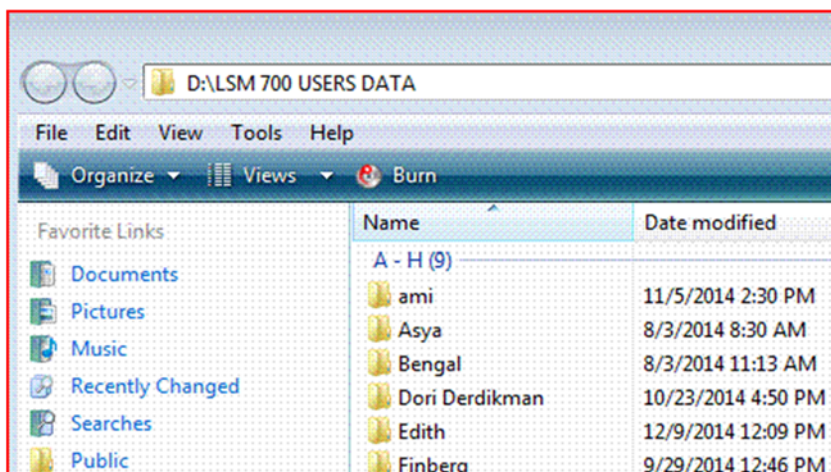 D:\LSM 700 USERS DATA
File Edit View Tools Help
Organize Views Burn
Favorite Links
Documents
Pictures
Music
Recently Changed
Searches
Public
Name Date modified
A - H (9)
ami 11/5/2014 2:30 PM
Asya 8/3/2014 8:30 AM
Bengal 8/3/2014 11:13 AM
Dori Derdikman 10/23/2014 4:50 PM
Edith 12/9/2014 12:09 PM
Finberg 9/29/2014 12:46 PM